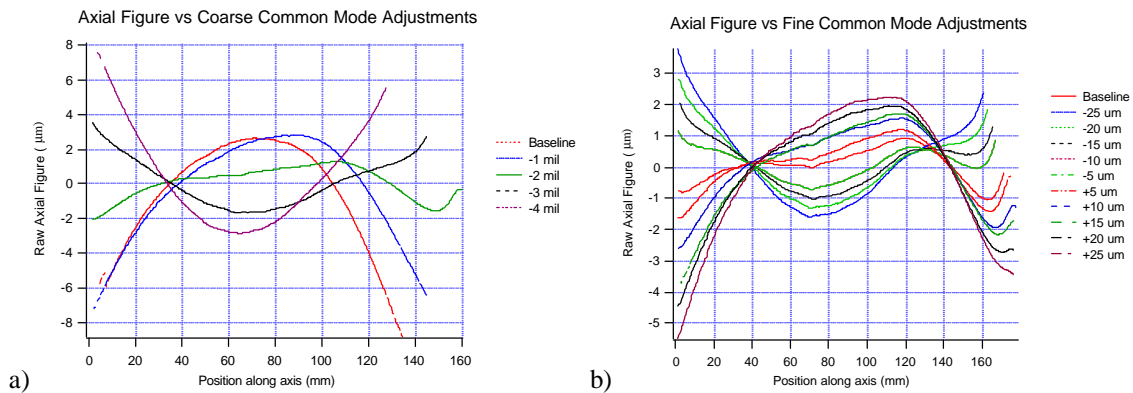 Axial Figure vs Coarse Common Mode Adjustments
8
6
4
2
0
-2
-4
-6
-8
Raw Axial Figure ( µm)
0 20 40 60 80 100 120 140 160
Position along axis (mm)
Baseline
-1 mil
-2 mil
-3 mil
-4 mil
a)
Axial Figure vs Fine Common Mode Adjustments
3
2
1
0
-1
-2
-3
-4
-5
Raw Axial Figure ( µm)
0 20 40 60 80 100 120 140 160
Position along axis (mm)
Baseline
-25 um
-20 um
-15 um
-10 um
-5 um
+5 um
+10 um
+15 um
+20 um
+25 um
b)